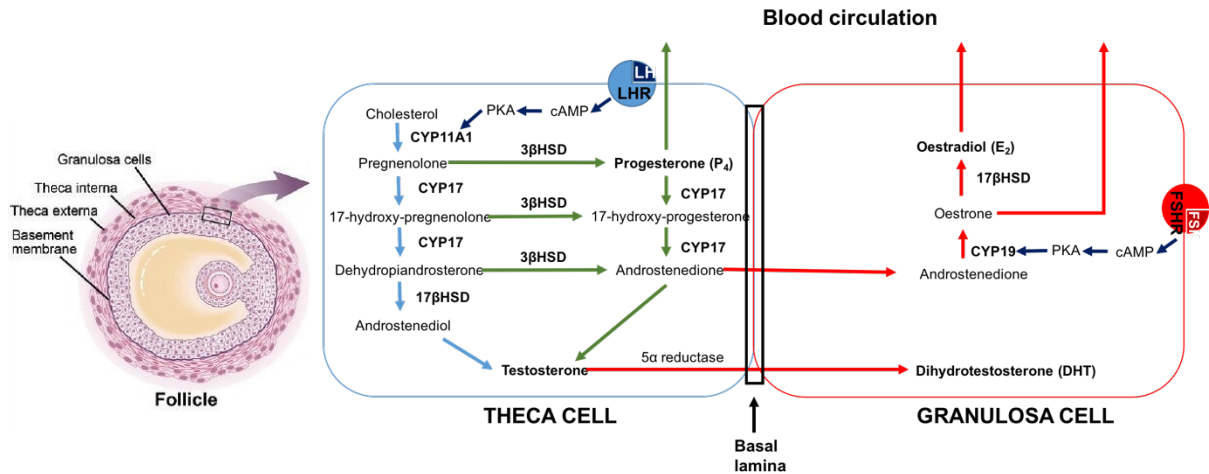 Blood circulation
Granulosa cells
Theca interna
Theca externa
Basement
membrane
Follicle
LH
LHR
cAMP
PKA
Cholesterol
CYP11A1
Pregnenolone
3βHSD
Progesterone (P4)
CYP17
CYP17
17-hydroxy-pregnenolone
3βHSD
17-hydroxy-progesterone
CYP17
CYP17
Dehydropiandrosterone
3βHSD
Androstenedione
17βHSD
Androstenediol
Testosterone
5α reductase
THECA CELL
Basal
lamina
Oestradiol (E2)
17βHSD
Oestrone
FS
FSHR
CYP19
PKA
cAMP
Androstenedione
Dihydrotestosterone (DHT)
GRANULOSA CELL